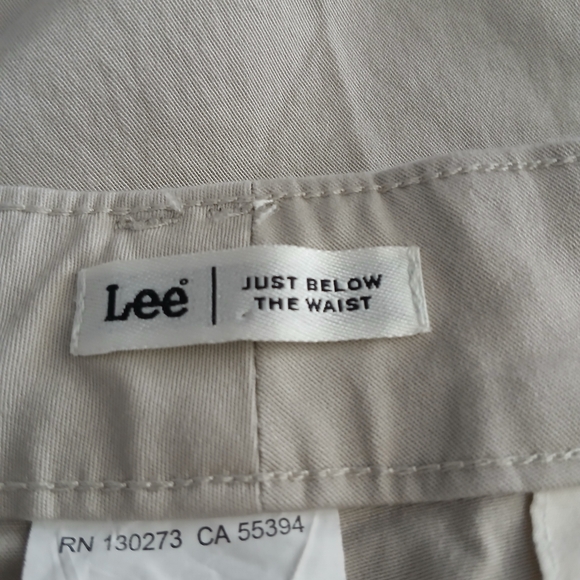 Lee®
JUST BELOW
THE WAIST
RN 130273 CA 55394